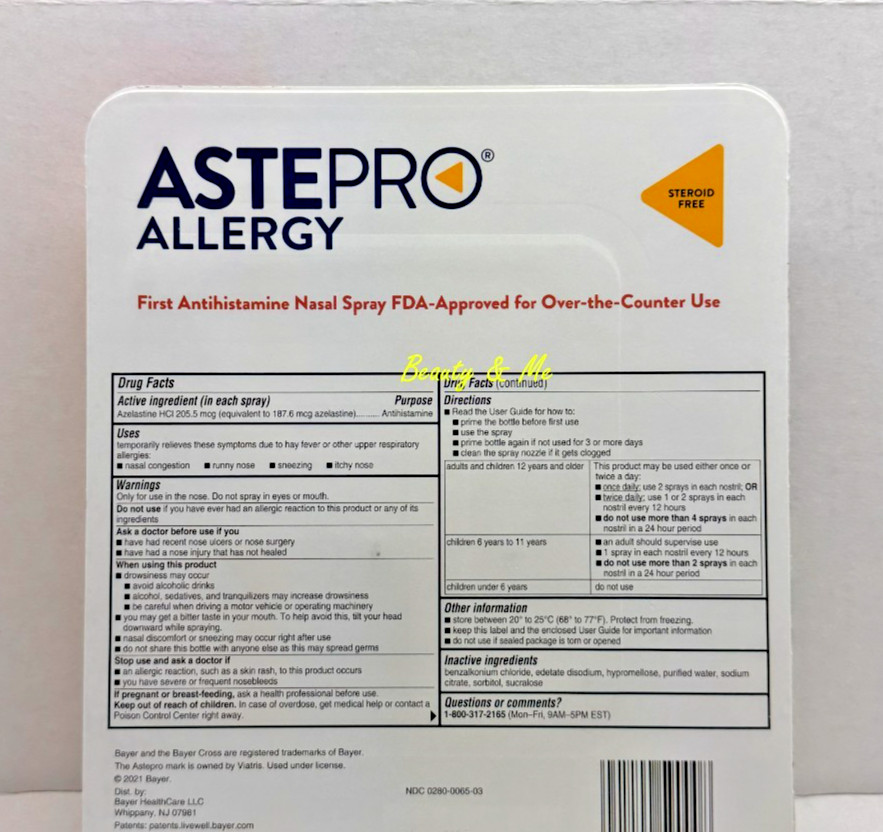 ASTEPRO®
ALLERGY
STEROID
FREE
First Antihistamine Nasal Spray FDA-Approved for Over-the-Counter Use
Beauty & Me
Drug Facts
Active ingredient (in each spray) Purpose
Azelastine HCl 205.5 mcg (equivalent to 187.6 mcg azelastine)..... Antihistamine
Uses
temporarily relieves these symptoms due to hay fever or other upper respiratory
allergies:
■ nasal congestion ■ runny nose ■ sneezing ■ itchy nose
Warnings
Only for use in the nose. Do not spray in eyes or mouth.
Do not use if you have ever had an allergic reaction to this product or any of its
ingredients
Ask a doctor before use if you
■ have had recent nose ulcers or nose surgery
■ have had a nose injury that has not healed
When using this product
■ drowsiness may occur
■ avoid alcoholic drinks
■ alcohol, sedatives, and tranquilizers may increase drowsiness
■ be careful when driving a motor vehicle or operating machinery
■ you may get a bitter taste in your mouth. To help avoid this, tilt your head
downward while spraying.
■ nasal discomfort or sneezing may occur right after use
■ do not share this bottle with anyone else as this may spread germs
Stop use and ask a doctor if
■ an allergic reaction, such as a skin rash, to this product occurs
■ you have severe or frequent nosebleeds
If pregnant or breast-feeding, ask a health professional before use.
Keep out of reach of children. In case of overdose, get medical help or contact a
Poison Control Center right away.
Drug Facts (continued)
Directions
■ Read the User Guide for how to:
■ prime the bottle before first use
■ use the spray
■ prime bottle again if not used for 3 or more days
■ clean the spray nozzle if it gets clogged
adults and children 12 years and older
This product may be used either once or
twice a day:
■ once daily: use 2 sprays in each nostril; OR
■ twice daily: use 1 or 2 sprays in each
nostril every 12 hours
■ do not use more than 4 sprays in each
nostril in a 24 hour period
children 6 years to 11 years
■ an adult should supervise use
■ 1 spray in each nostril every 12 hours
■ do not use more than 2 sprays in each
nostril in a 24 hour period
children under 6 years do not use
Other information
■ store between 20° to 25°C (68° to 77°F). Protect from freezing.
■ keep this label and the enclosed User Guide for important information
■ do not use if sealed package is torn or opened
Inactive ingredients
benzalkonium chloride, edetate disodium, hypromellose, purified water, sodium
citrate, sorbitol, sucralose
Questions or comments?
1-800-317-2165 (Mon-Fri, 9AM–5PM EST)
Bayer and the Bayer Cross are registered trademarks of Bayer.
The Astepro mark is owned by Viatris. Used under license.
© 2021 Bayer.
Dist. by:
Bayer HealthCare LLC
Whippany, NJ 07981
Patents: patents.livewell.bayer.com
NDC 0280-0065-03